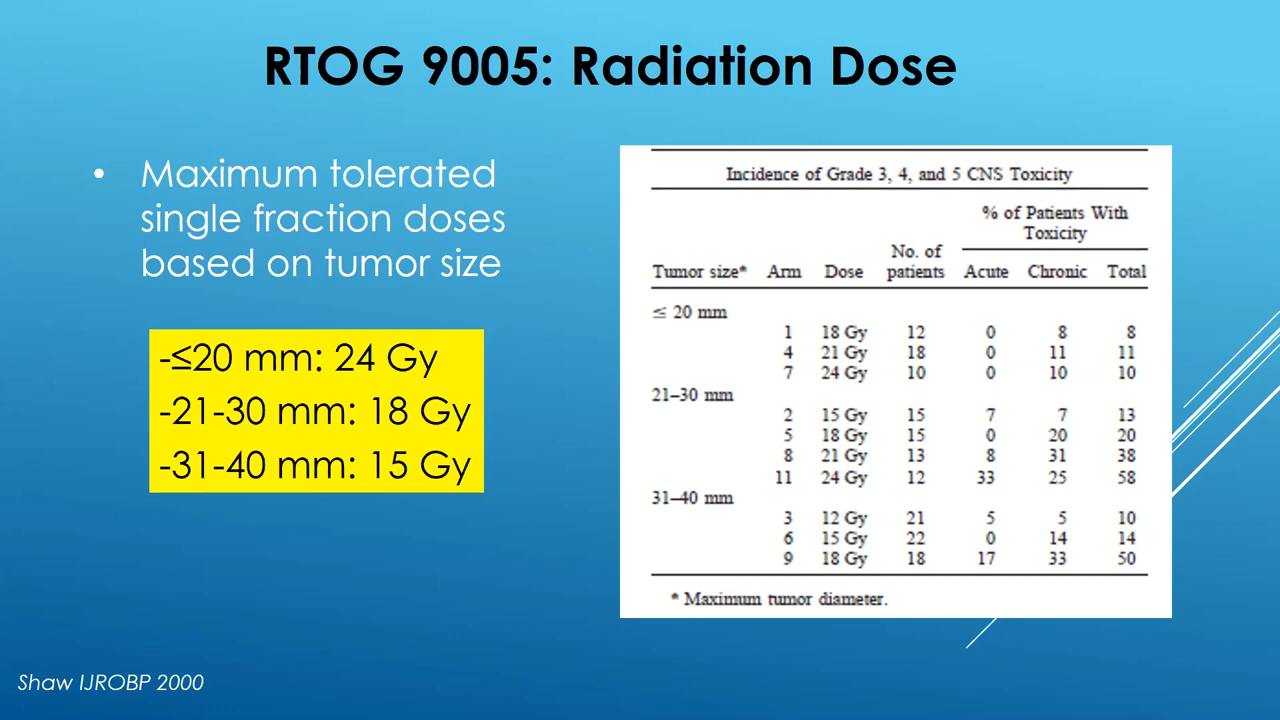 RTOG 9005: Radiation Dose
• Maximum tolerated
single fraction doses
based on tumor size
-≤20 mm: 24 Gy
-21-30 mm: 18 Gy
-31-40 mm: 15 Gy
Incidence of Grade 3, 4, and 5 CNS Toxicity
% of Patients With
Toxicity
No. of
Tumor size* Arm Dose patients Acute Chronic Total
≤ 20 mm
1 18 Gy 12 0 8 8
4 21 Gy 18 0 11 11
7 24 Gy 10 0 10 10
21–30 mm
2 15 Gy 15 7 7 13
5 18 Gy 15 0 20 20
8 21 Gy 13 8 31 38
11 24 Gy 12 33 25 58
31–40 mm
3 12 Gy 21 5 5 10
6 15 Gy 22 0 14 14
9 18 Gy 18 17 33 50
* Maximum tumor diameter.
Shaw IJROBP 2000